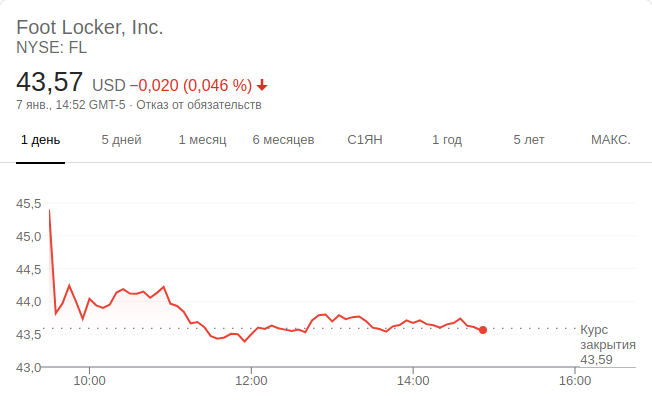 Foot Locker, Inc.
NYSE: FL
43,57 USD −0,020 (0,046 %)
7 янв., 14:52 GMT-5 · Отказ от обязательств
1 день 5 дней 1 месяц 6 месяцев С1ЯН 1 год 5 лет МАКС.
45,5
45,0
44,5
44,0
43,5
43,0
Курс
закрытия
43,59
10:00 12:00 14:00 16:00